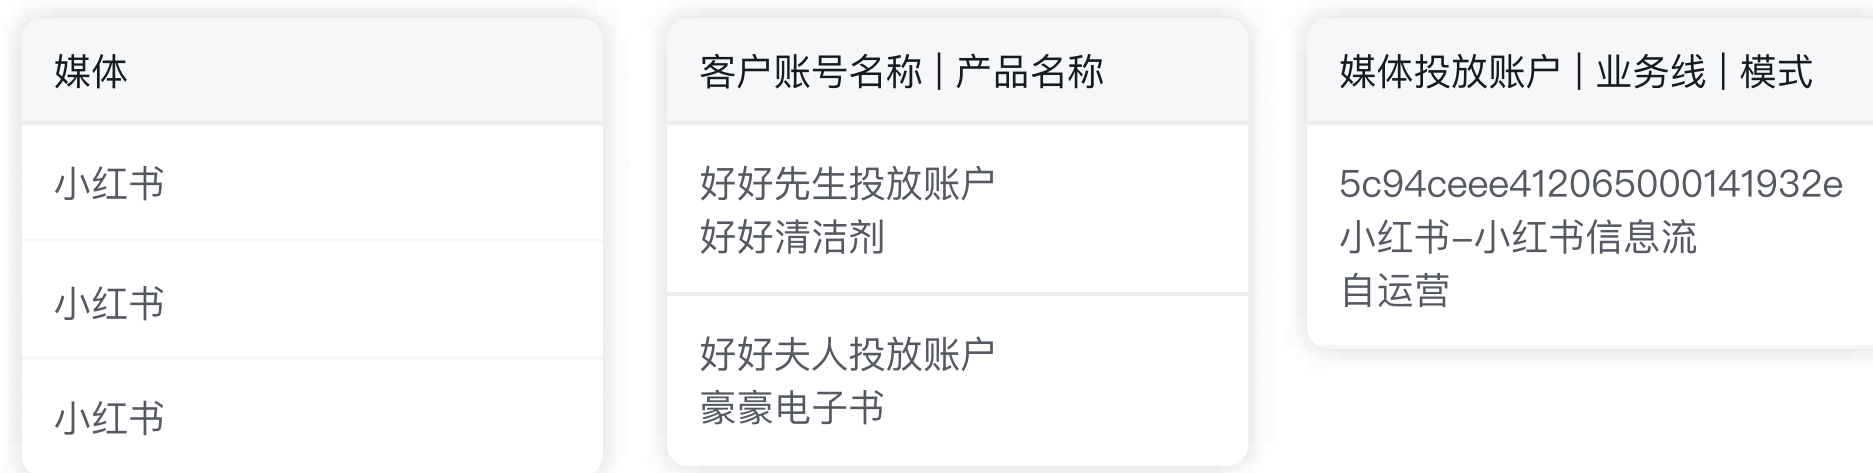 媒体
小红书
小红书
小红书
客户账号名称 | 产品名称
好好先生投放账户
好好清洁剂
好好夫人投放账户
豪豪电子书
媒体投放账户 | 业务线 | 模式
5c94ceee412065000141932e
小红书–小红书信息流
自运营